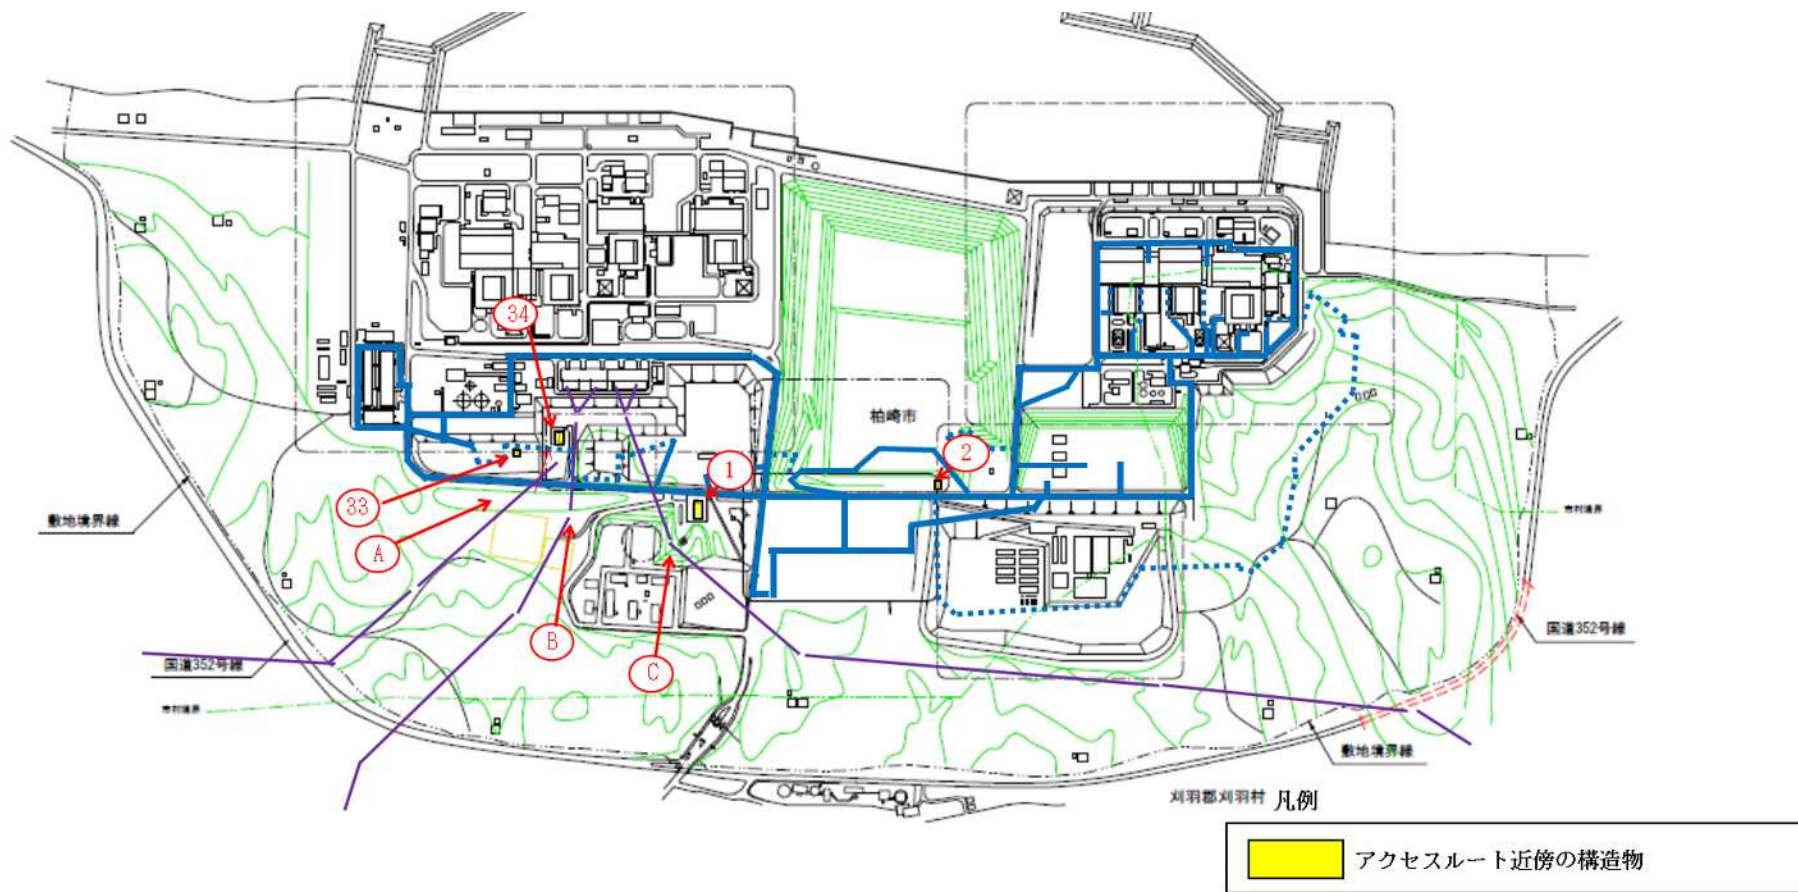 34
柏崎市
2
1
33
A
市村境界
敷地境界線
B
国道352号線
C
国道352号線
市村境界
敷地境界線
刈羽郡刈羽村 凡例
アクセスルート近傍の構造物